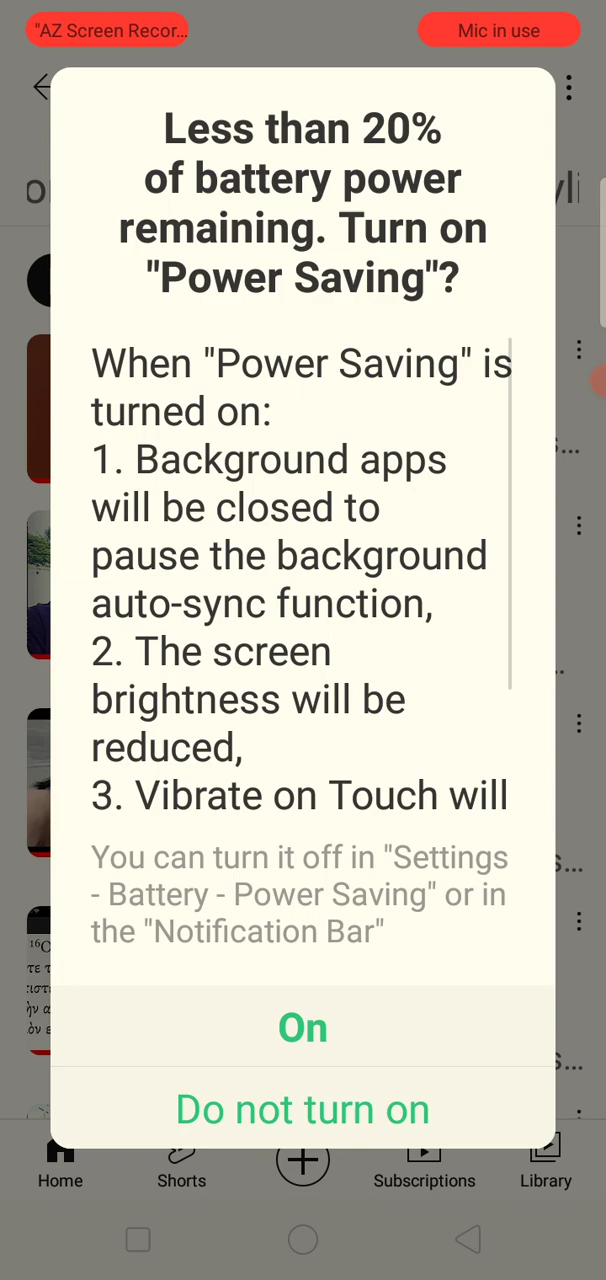 "AZ Screen Recor...
Mic in use
Less than 20%
of battery power
remaining. Turn on
"Power Saving"?
When "Power Saving" is
turned on:
1. Background apps
will be closed to
pause the background
auto-sync function,
2. The screen
brightness will be
reduced,
3. Vibrate on Touch will
You can turn it off in "Settings
- Battery - Power Saving" or in
the "Notification Bar"
On
Do not turn on
Home
Shorts
Subscriptions
Library